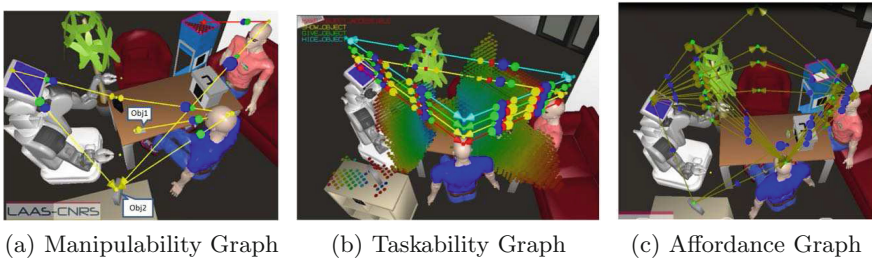 SHOW_OBJECT
GIVE_OBJECT
HIDE_OBJECT
Obj1
Obj2
LAAS-CNRS
(a) Manipulability Graph
(b) Taskability Graph
(c) Affordance Graph